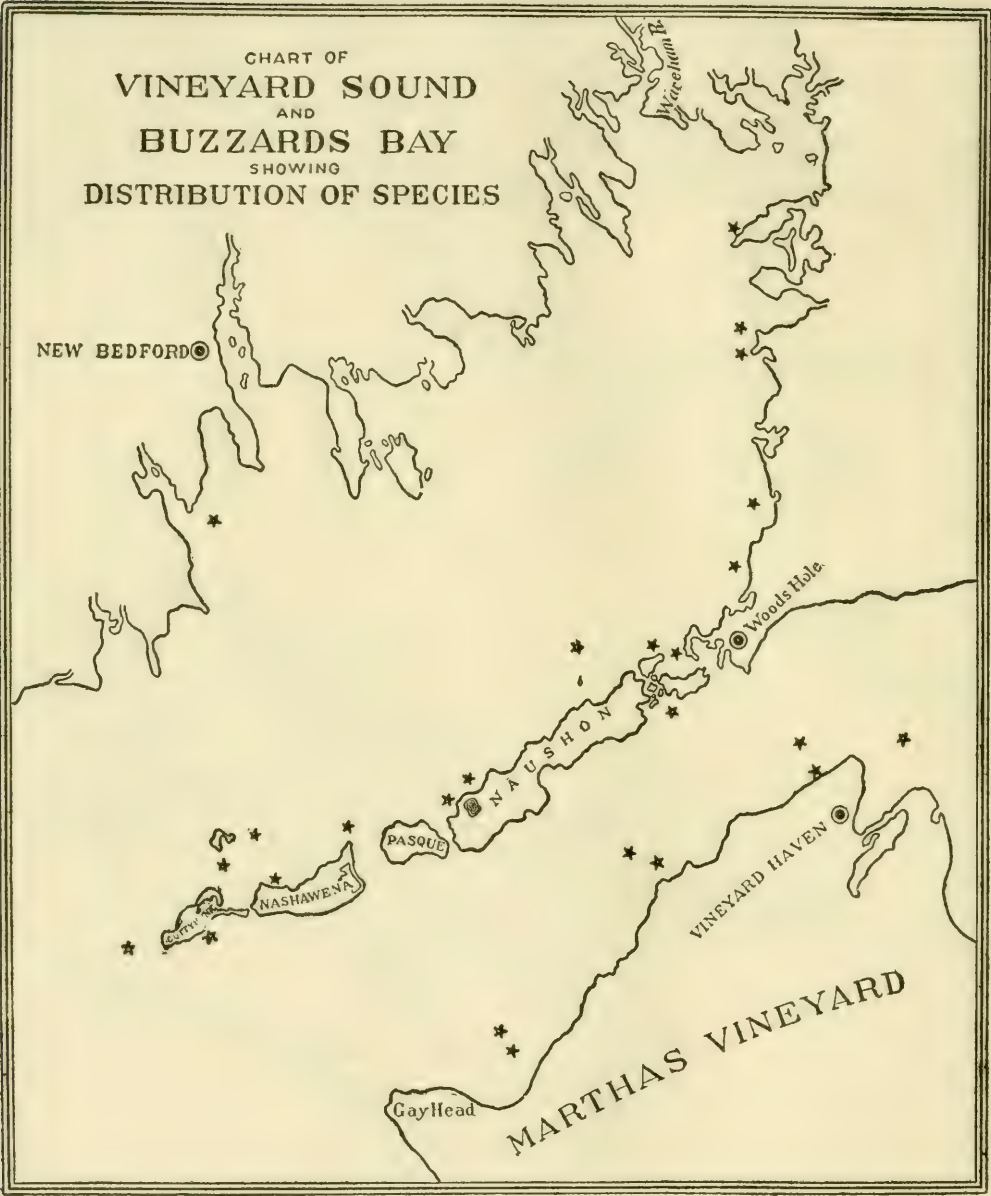 CHART OF
VINEYARD SOUND
AND
BUZZARDS BAY
SHOWING
DISTRIBUTION OF SPECIES
Wareham R.
NEW BEDFORD
Woods Hole.
NAUSHON
PASQUE
NASHAWENA
VINEYARD HAVEN
MARTHAS VINEYARD
Gay Head